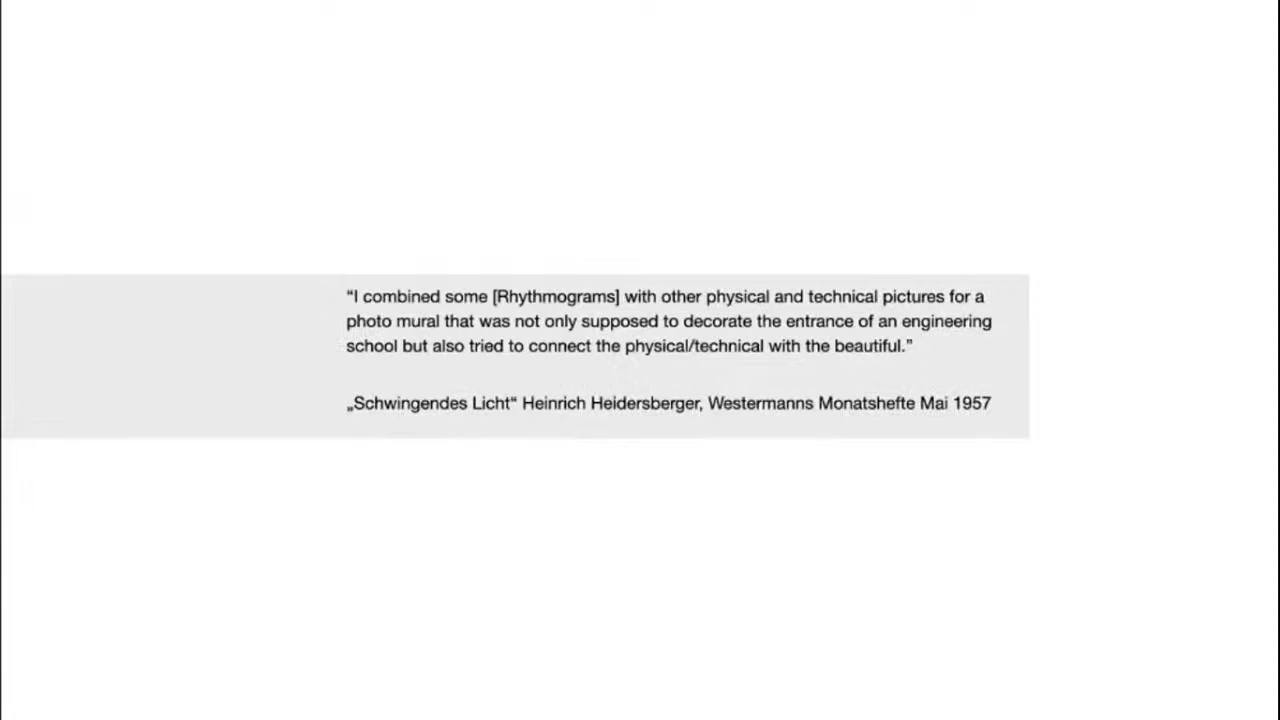 “I combined some [Rhythmograms] with other physical and technical pictures for a
photo mural that was not only supposed to decorate the entrance of an engineering
school but also tried to connect the physical/technical with the beautiful.”
„Schwingendes Licht“ Heinrich Heidersberger, Westermanns Monatshefte Mai 1957